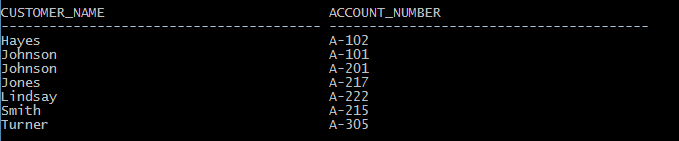 CUSTOMER_NAME ACCOUNT_NUMBER
---------------------------------------- ----------------------------------------
Hayes A-102
Johnson A-101
Johnson A-201
Jones A-217
Lindsay A-222
Smith A-215
Turner A-305